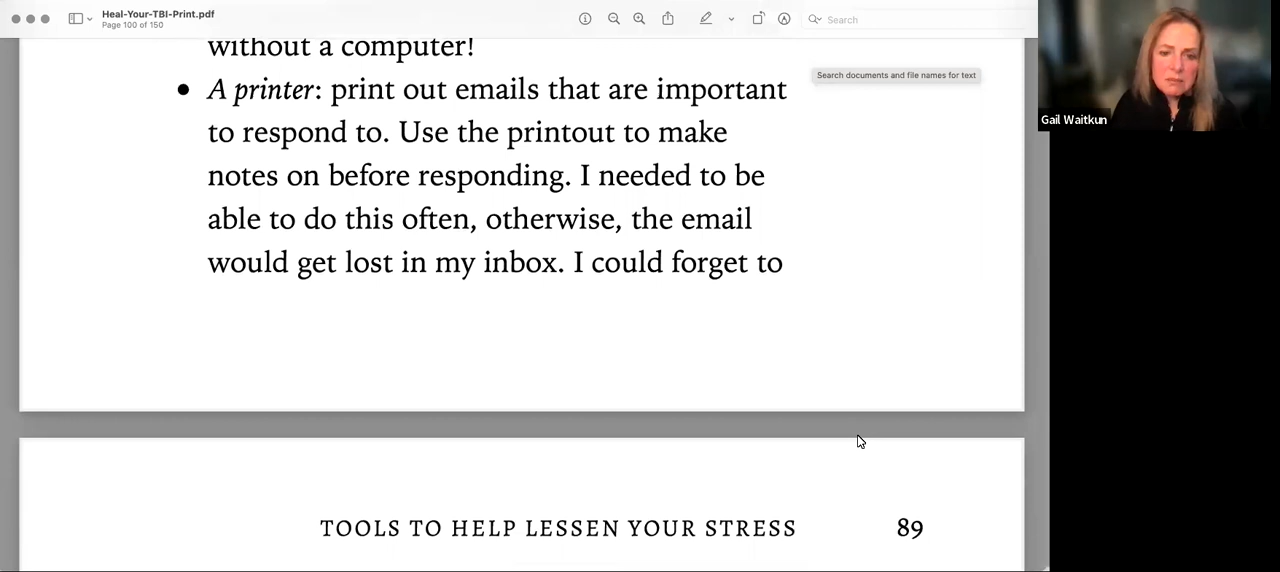 Heal-Your-TBI-Print.pdf
Page 100 of 150
Search
Search documents and file names for text
without a computer!
• A printer: print out emails that are important
to respond to. Use the printout to make
notes on before responding. I needed to be
able to do this often, otherwise, the email
would get lost in my inbox. I could forget to
TOOLS TO HELP LESSEN YOUR STRESS 89
Gail Waitkun